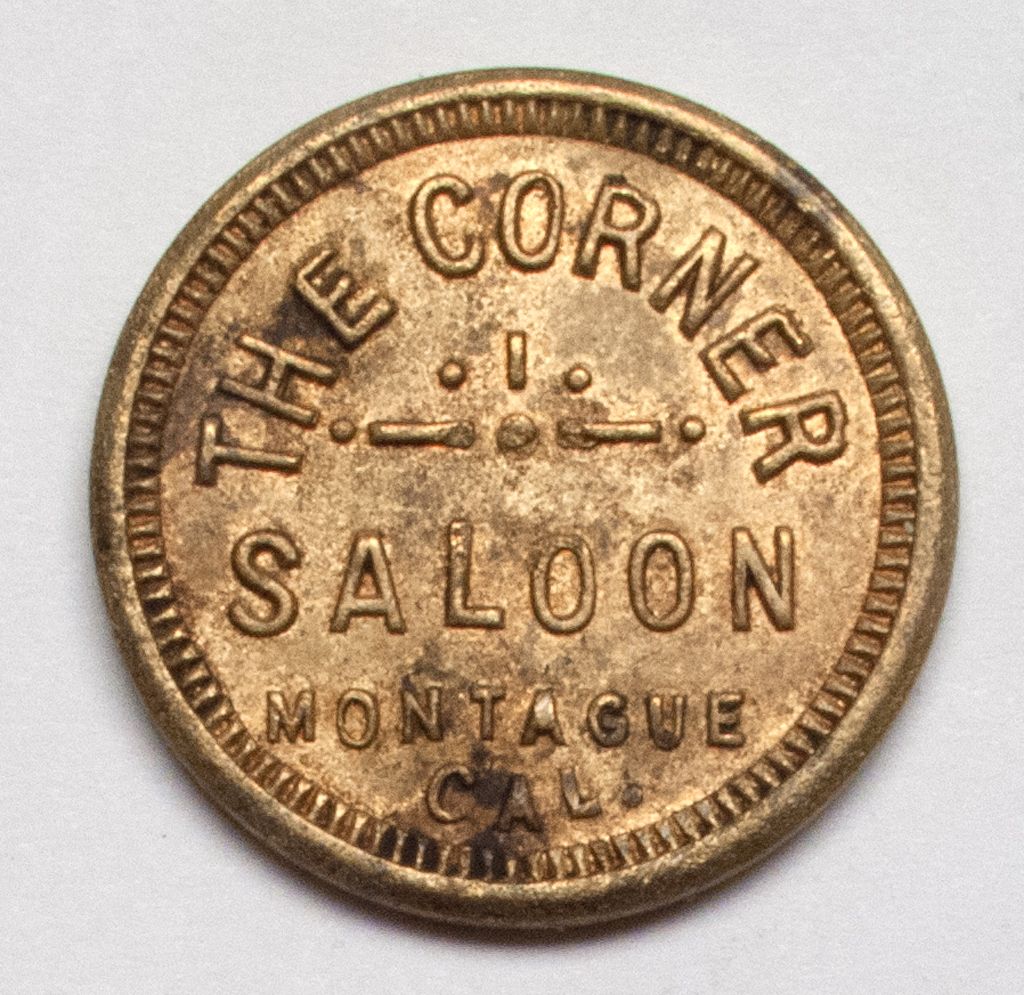 THE CORNER
SALOON
MONTAGUE
CAL.